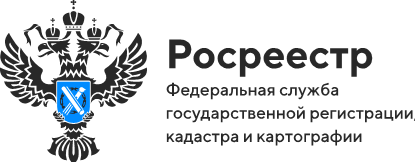 Росреестр
Федеральная служба
государственной регистрации,
кадастра и картографии